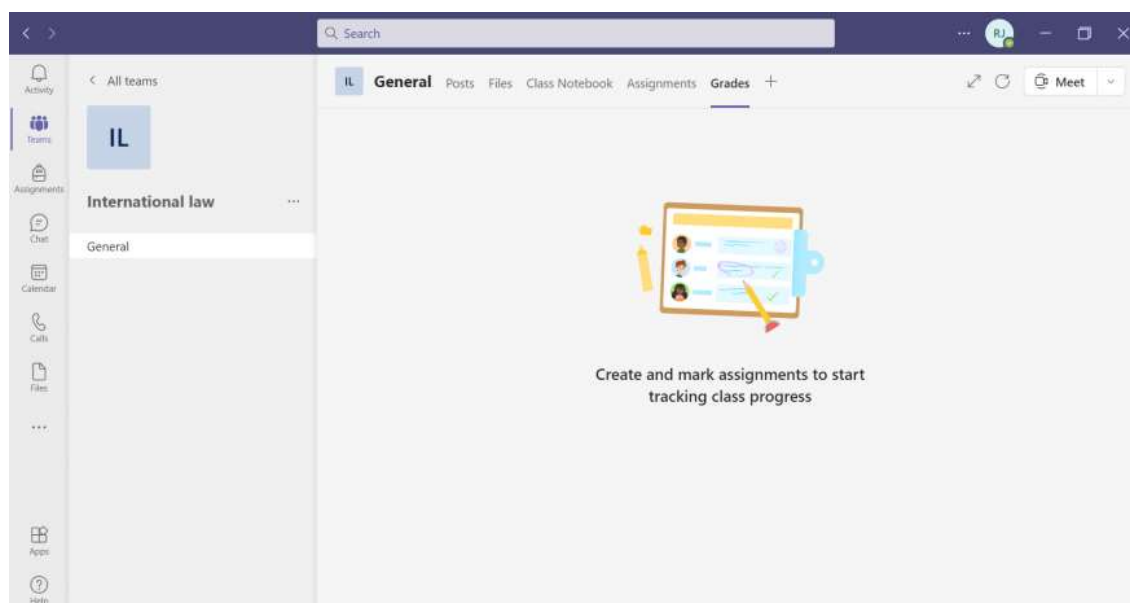 Search
RJ
Activity
Teams
Assignments
Chat
Calendar
Calls
Files
Apps
Help
All teams
IL
International law
General
IL General Posts Files Class Notebook Assignments Grades
Meet
Create and mark assignments to start
tracking class progress